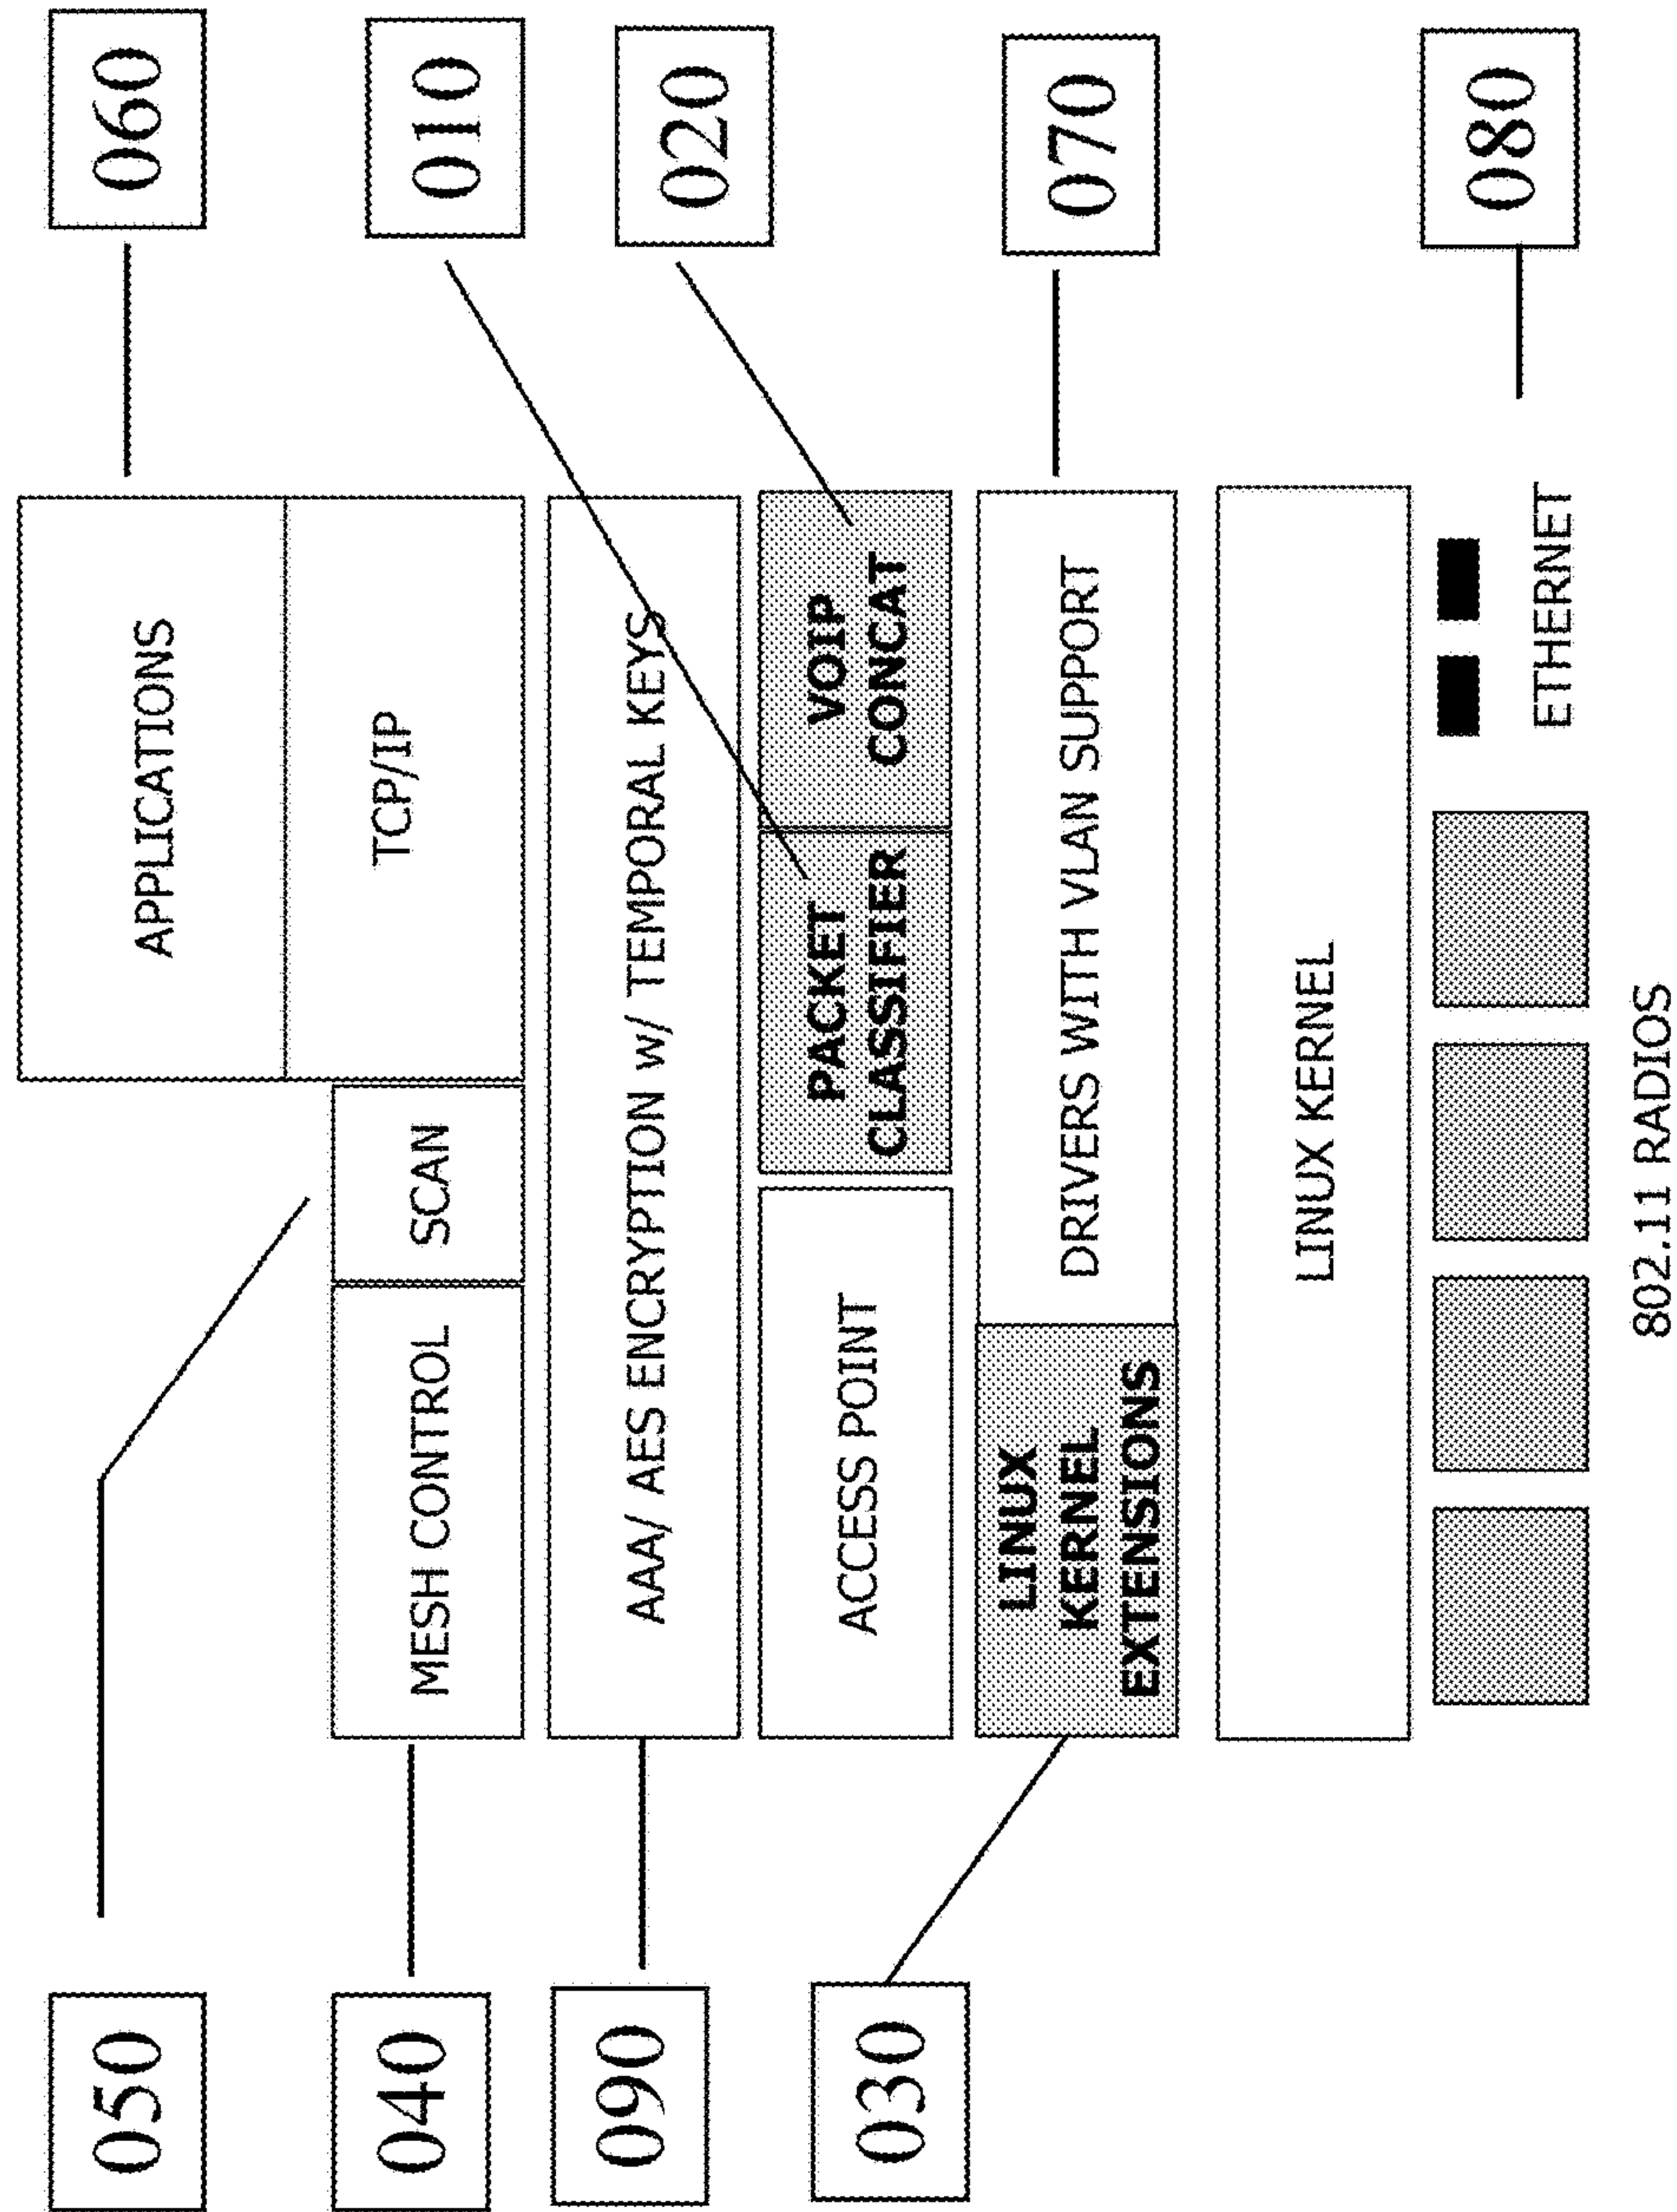 050
APPLICATIONS
060
040
MESH CONTROL
SCAN
TCP/IP
010
090
AAA/ AES ENCRYPTION w/ TEMPORAL KEYS
020
030
ACCESS POINT
PACKET
CLASSIFIER
VOIP
CONCAT
LINUX
KERNEL
EXTENSIONS
DRIVERS WITH VLAN SUPPORT
070
LINUX KERNEL
080
ETHERNET
802.11 RADIOS